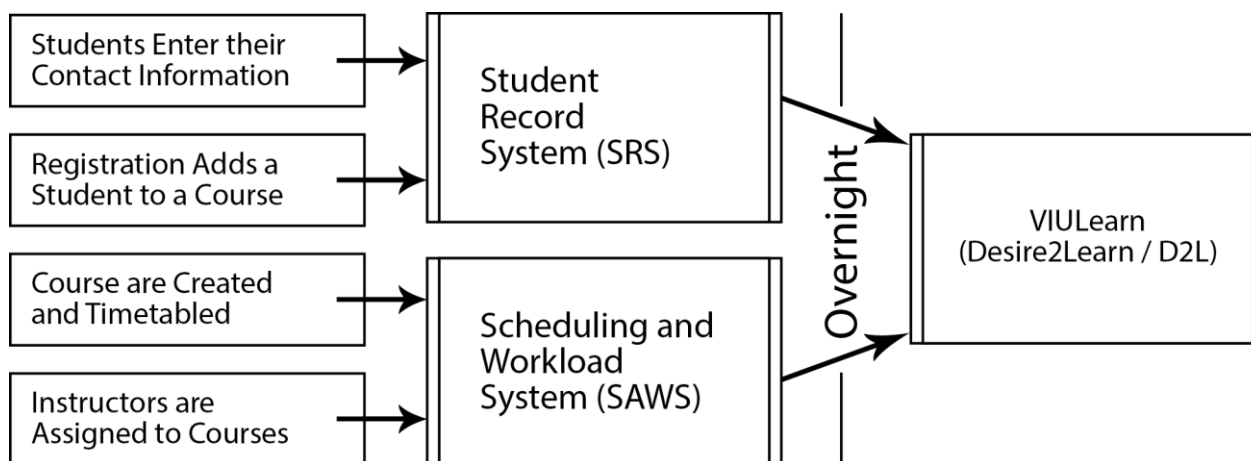 Students Enter their
Contact Information
Registration Adds a
Student to a Course
Course are Created
and Timetabled
Instructors are
Assigned to Courses
Student
Record
System (SRS)
Scheduling and
Workload
System (SAWS)
Overnight
VIULearn
(Desire2Learn / D2L)